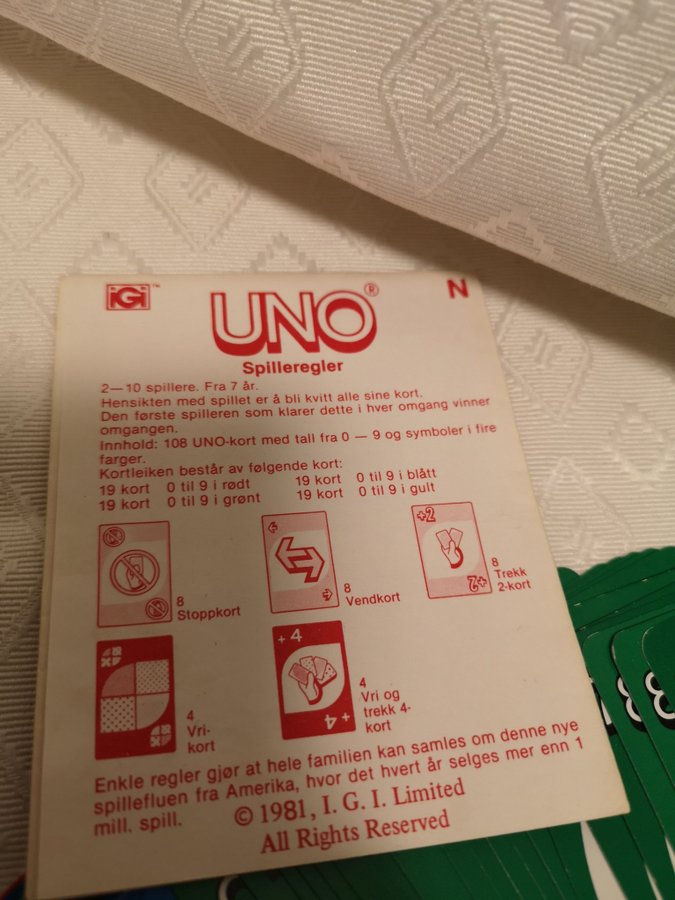 iGi™
UNO®
N
Spilleregler
2—10 spillere. Fra 7 år.
Hensikten med spillet er å bli kvitt alle sine kort.
Den første spilleren som klarer dette i hver omgang vinner
omgangen.
Innhold: 108 UNO-kort med tall fra 0 — 9 og symboler i fire
farger.
Kortleiken består av følgende kort:
19 kort 0 til 9 i rødt 19 kort 0 til 9 i blått
19 kort 0 til 9 i grønt 19 kort 0 til 9 i gult
+2
+2
8
Stoppkort
8
Vendkort
8
Trekk
2-kort
+4
+4
4
Vri-
kort
4
Vri og
trekk 4-
kort
Enkle regler gjør at hele familien kan samles om denne nye
spillefluen fra Amerika, hvor det hvert år selges mer enn 1
mill. spill.
© 1981, I. G. I. Limited
All Rights Reserved
8
8